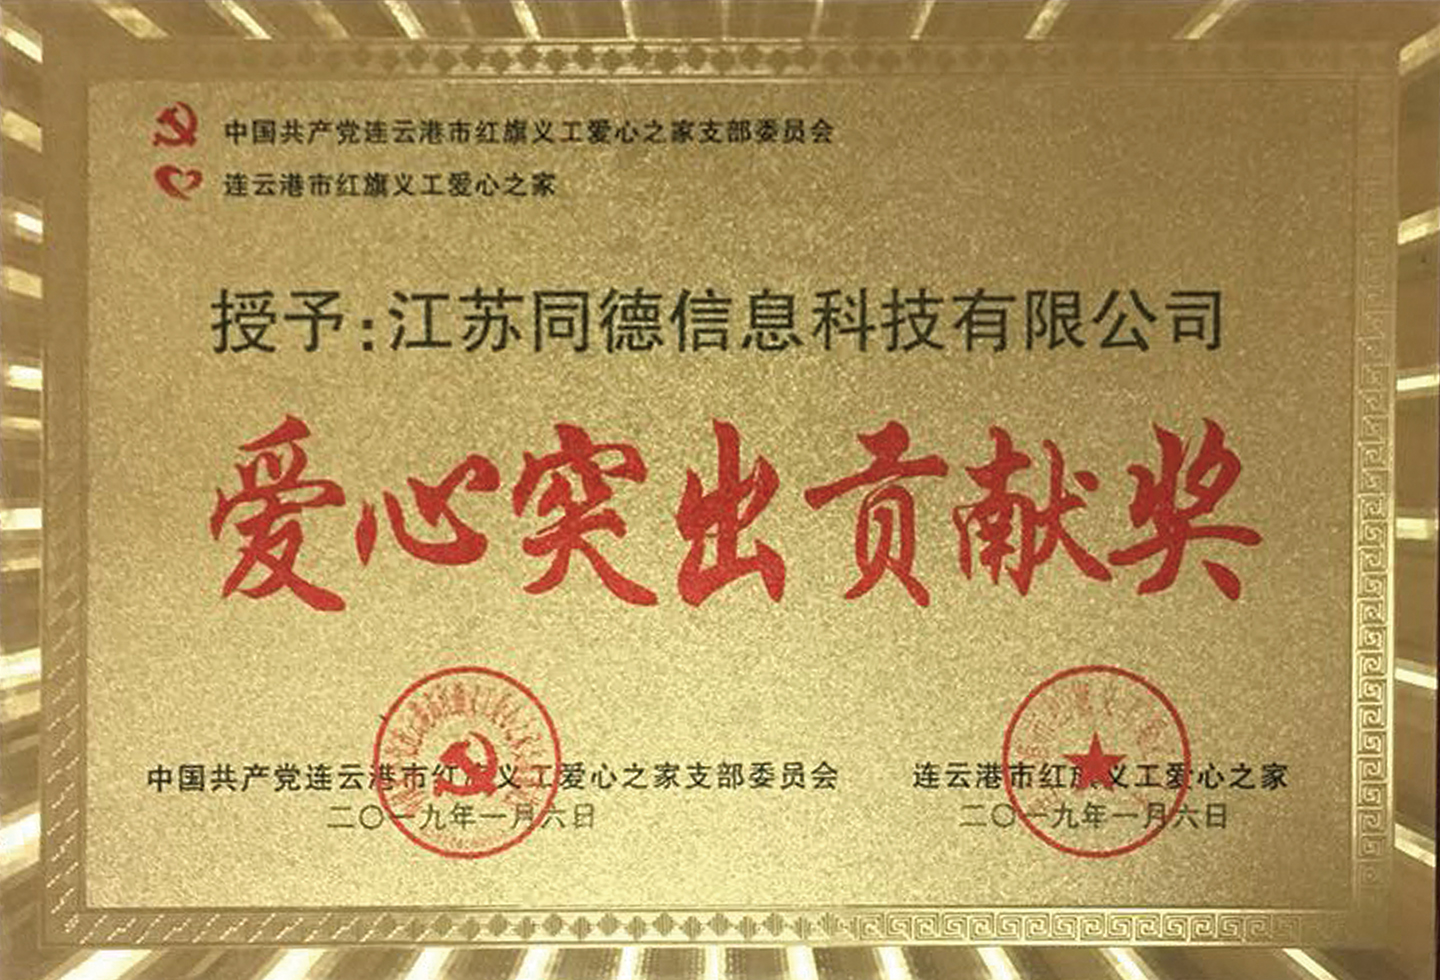 中国共产党连云港市红旗义工爱心之家支部委员会
连云港市红旗义工爱心之家
授予:江苏同德信息科技有限公司
爱心突出贡献奖
中国共产党连云港市红旗义工爱心之家支部委员会
二〇一九年一月六日
连云港市红旗义工爱心之家
二〇一九年一月六日